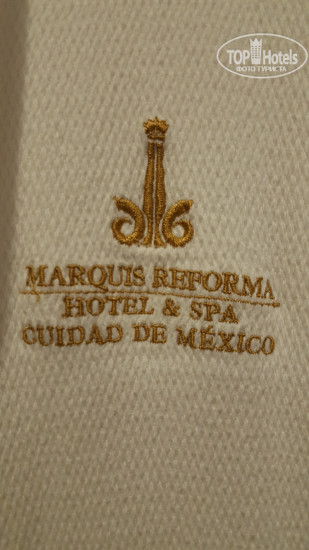 TOP Hotels
ФОТО ТУРИСТА
MARQUIS REFORMA
HOTEL & SPA
CUIDAD DE MÉXICO